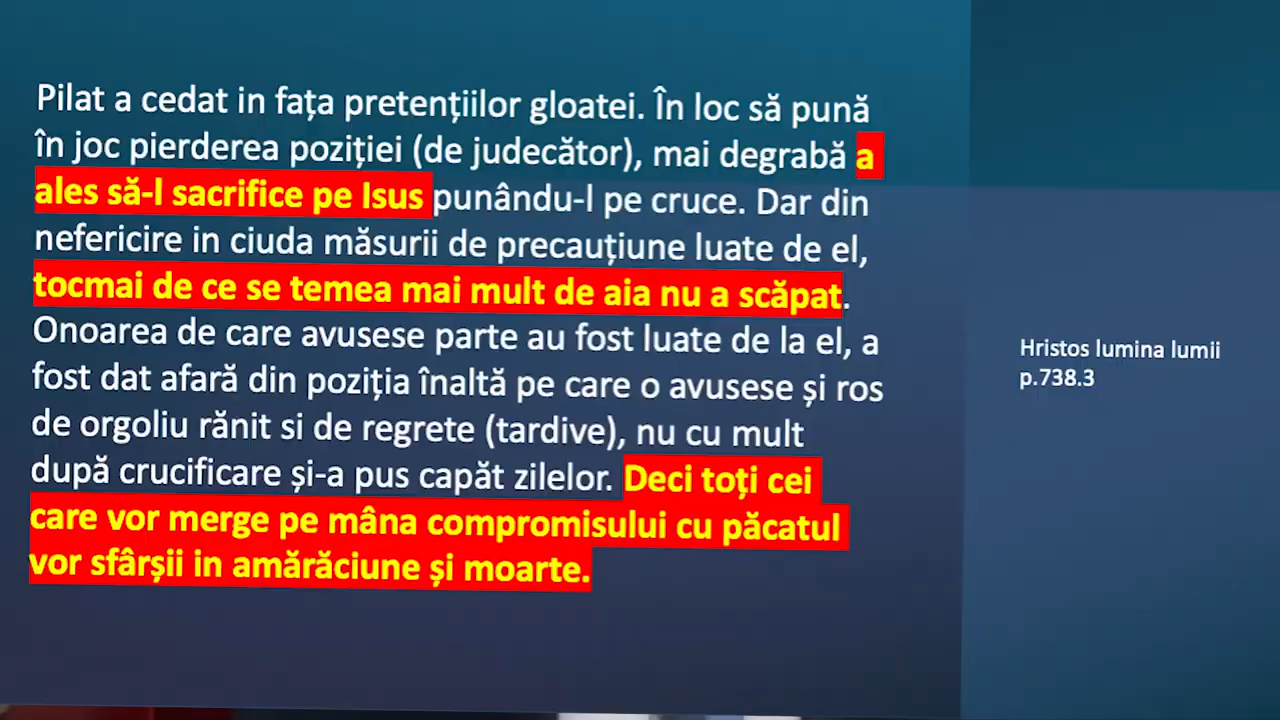 Pilat a cedat in fața pretențiilor gloatei. În loc să pună
în joc pierderea poziției (de judecător), mai degrabă a
ales să-l sacrifice pe Isus punându-l pe cruce. Dar din
nefericire in ciuda măsurii de precauțiune luate de el,
tocmai de ce se temea mai mult de aia nu a scăpat.
Onoarea de care avusese parte au fost luate de la el, a
fost dat afară din poziția înaltă pe care o avusese și ros
de orgoliu rănit si de regrete (tardive), nu cu mult
după crucificare și-a pus capăt zilelor. Deci toți cei
care vor merge pe mâna compromisului cu păcatul
vor sfârșii in amărăciune și moarte.
Hristos lumina lumii
p.738.3